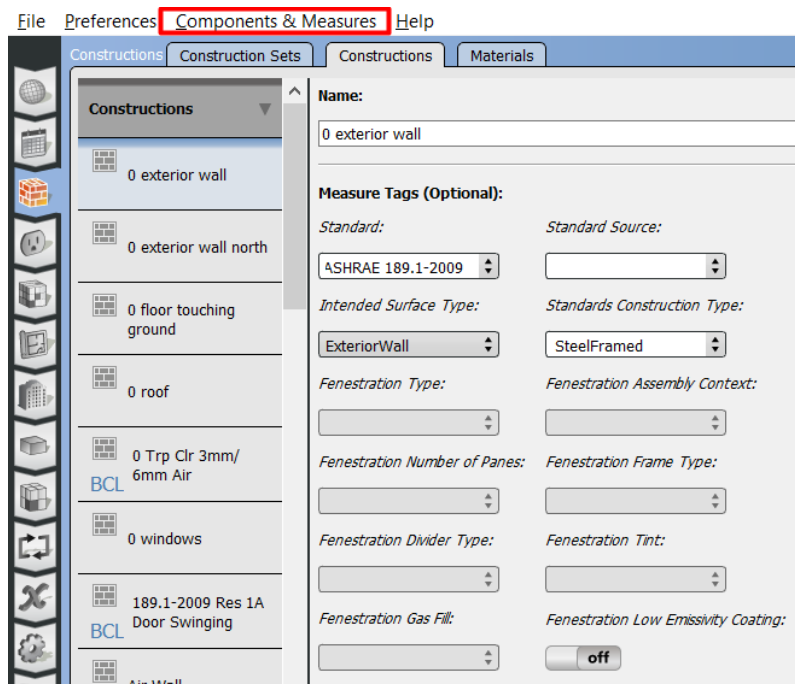 File Preferences Components & Measures Help
Constructions Construction Sets Constructions Materials
Constructions
0 exterior wall
0 exterior wall north
0 floor touching
ground
0 roof
0 Trp Clr 3mm/
6mm Air
BCL
0 windows
189.1-2009 Res 1A
Door Swinging
BCL
Air Wall
Name:
0 exterior wall
Measure Tags (Optional):
Standard: Standard Source:
ASHRAE 189.1-2009
Intended Surface Type: Standards Construction Type:
ExteriorWall SteelFramed
Fenestration Type: Fenestration Assembly Context:
Fenestration Number of Panes: Fenestration Frame Type:
Fenestration Divider Type: Fenestration Tint:
Fenestration Gas Fill: Fenestration Low Emissivity Coating:
off